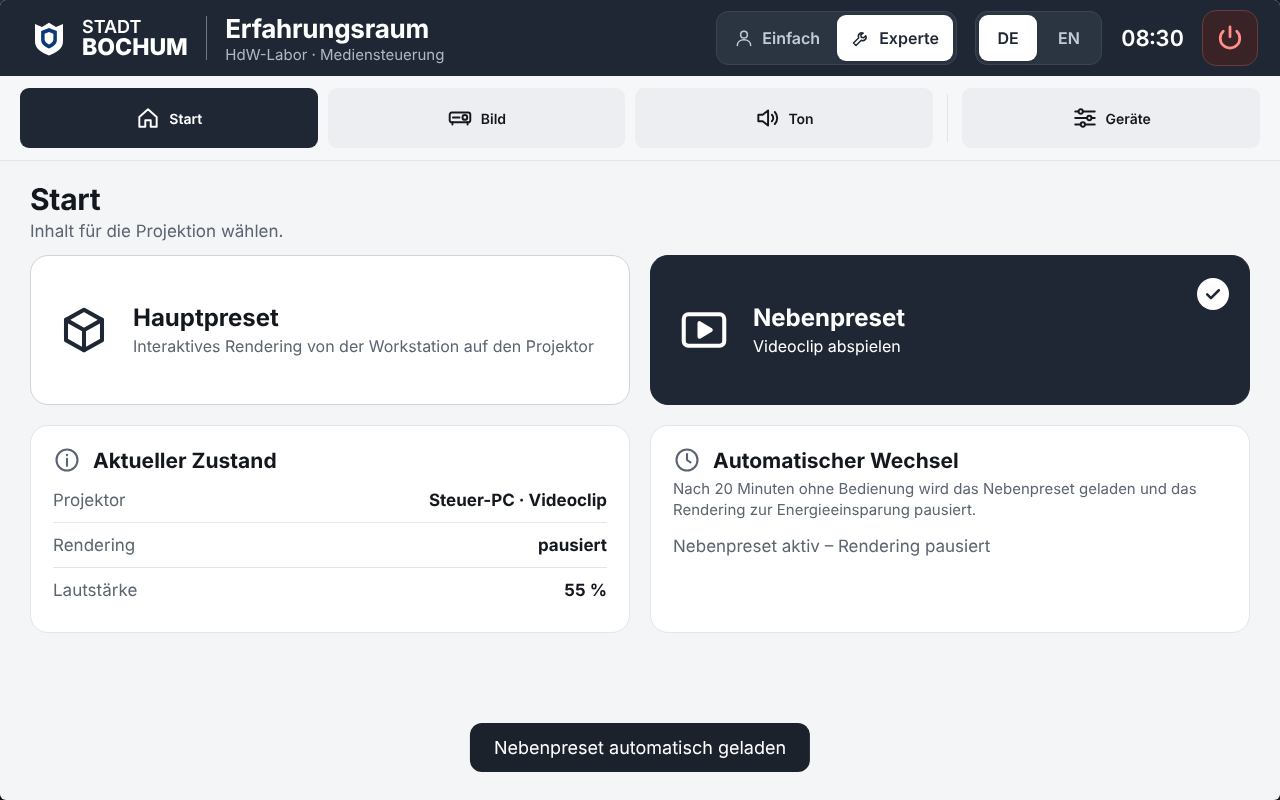 STADT
BOCHUM
Erfahrungsraum
HdW-Labor · Mediensteuerung
Einfach
Experte
DE
EN
08:30
Start
Bild
Ton
Geräte
Start
Inhalt für die Projektion wählen.
Hauptpreset
Interaktives Rendering von der Workstation auf den Projektor
Nebenpreset
Videoclip abspielen
Aktueller Zustand
Projektor
Steuer-PC · Videoclip
Rendering
pausiert
Lautstärke
55 %
Automatischer Wechsel
Nach 20 Minuten ohne Bedienung wird das Nebenpreset geladen und das
Rendering zur Energieeinsparung pausiert.
Nebenpreset aktiv – Rendering pausiert
Nebenpreset automatisch geladen